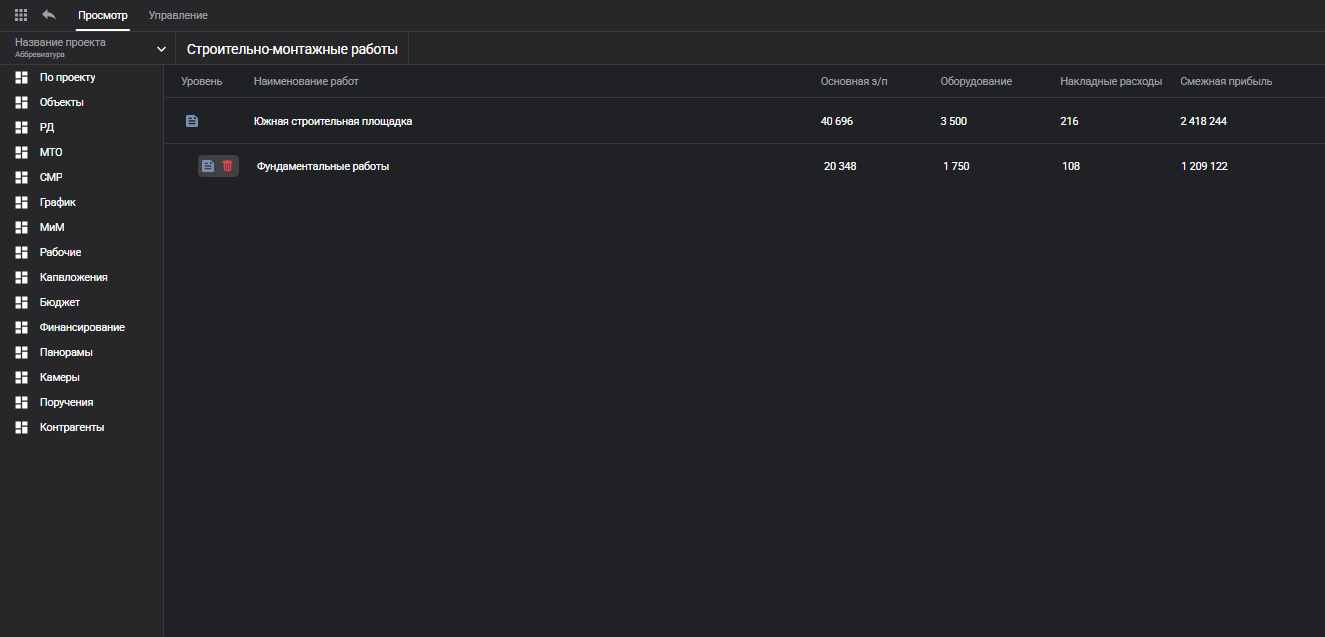 Просмотр Управление
Название проекта
Аббревиатура
Строительно-монтажные работы
По проекту
Объекты
РД
МТО
СМР
График
МиМ
Рабочие
Капвложения
Бюджет
Финансирование
Панорамы
Камеры
Поручения
Контрагенты
Уровень Наименование работ Основная з/п Оборудование Накладные расходы Смежная прибыль
Южная строительная площадка 40 696 3 500 216 2 418 244
Фундаментальные работы 20 348 1 750 108 1 209 122